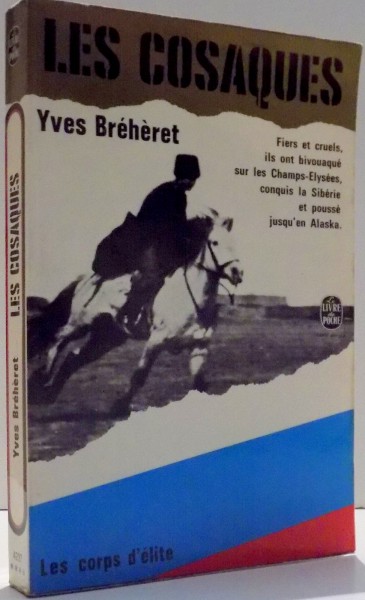 LES COSAQUES
Yves Bréhèret
Fiers et cruels,
ils ont bivouaqué
sur les Champs-Elysées,
conquis la Sibérie
et poussé
jusqu'en Alaska.
Le
LIVRE
de
POCHE
Les corps d'élite
LES COSAQUES
Yves Bréhèret